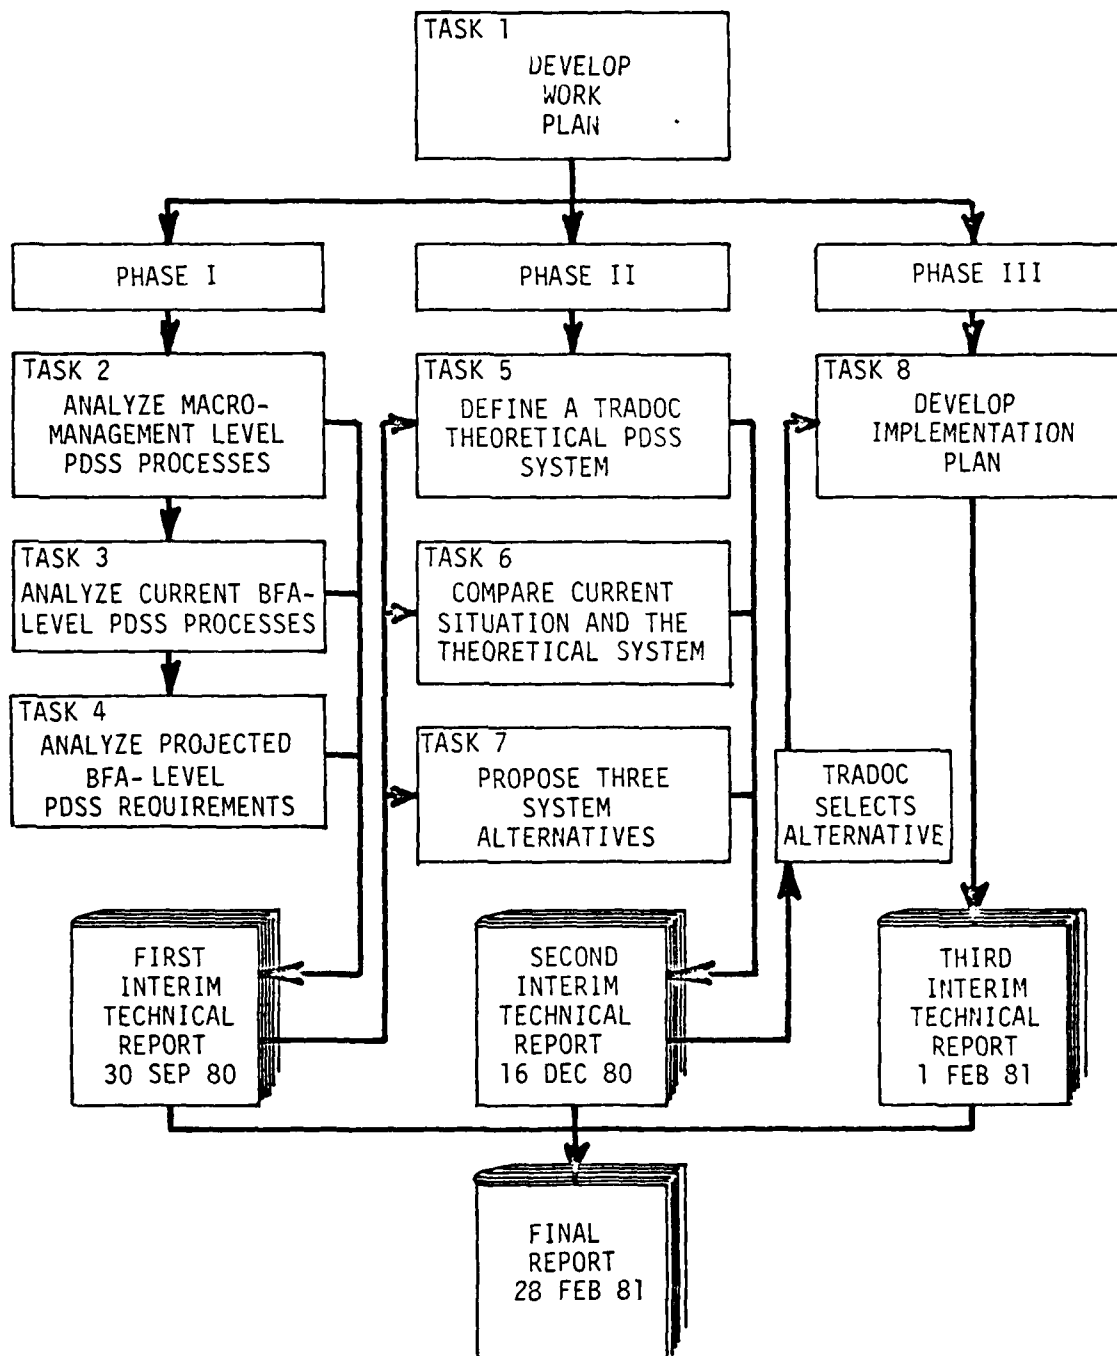 TASK 1
DEVELOP
WORK
PLAN
PHASE I
PHASE II
PHASE III
TASK 2
ANALYZE MACRO-
MANAGEMENT LEVEL
PDSS PROCESSES
TASK 5
DEFINE A TRADOC
THEORETICAL PDSS
SYSTEM
TASK 8
DEVELOP
IMPLEMENTATION
PLAN
TASK 3
ANALYZE CURRENT BFA-
LEVEL PDSS PROCESSES
TASK 6
COMPARE CURRENT
SITUATION AND THE
THEORETICAL SYSTEM
TASK 4
ANALYZE PROJECTED
BFA-LEVEL
PDSS REQUIREMENTS
TASK 7
PROPOSE THREE
SYSTEM
ALTERNATIVES
TRADOC
SELECTS
ALTERNATIVE
FIRST
INTERIM
TECHNICAL
REPORT
30 SEP 80
SECOND
INTERIM
TECHNICAL
REPORT
16 DEC 80
THIRD
INTERIM
TECHNICAL
REPORT
1 FEB 81
FINAL
REPORT
28 FEB 81